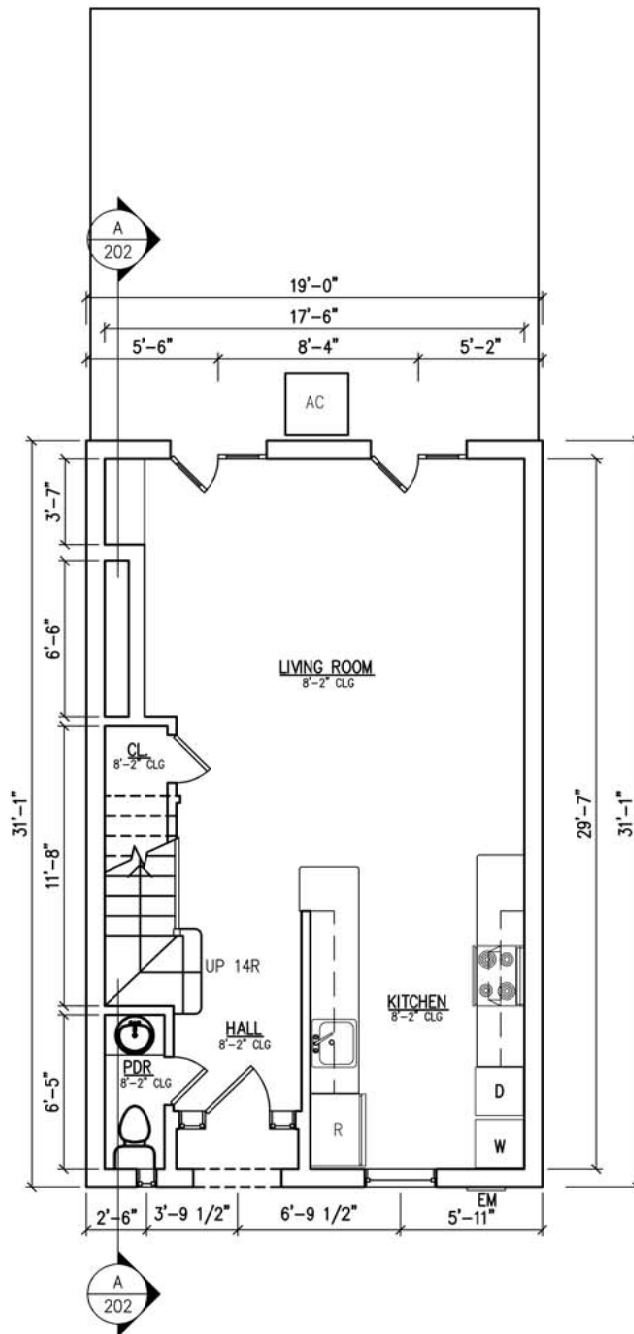 A
202
19'-0"
17'-6"
5'-6"
8'-4"
5'-2"
AC
3'-7"
6'-6"
LIVING ROOM
8'-2" CLG
CL.
8'-2" CLG
31'-1"
29'-7"
31'-1"
11'-8"
UP 14R
KITCHEN
8'-2" CLG
HALL
8'-2" CLG
PDR
8'-2" CLG
6'-5"
D
R
W
EM
2'-6"
3'-9 1/2"
6'-9 1/2"
5'-11"
A
202